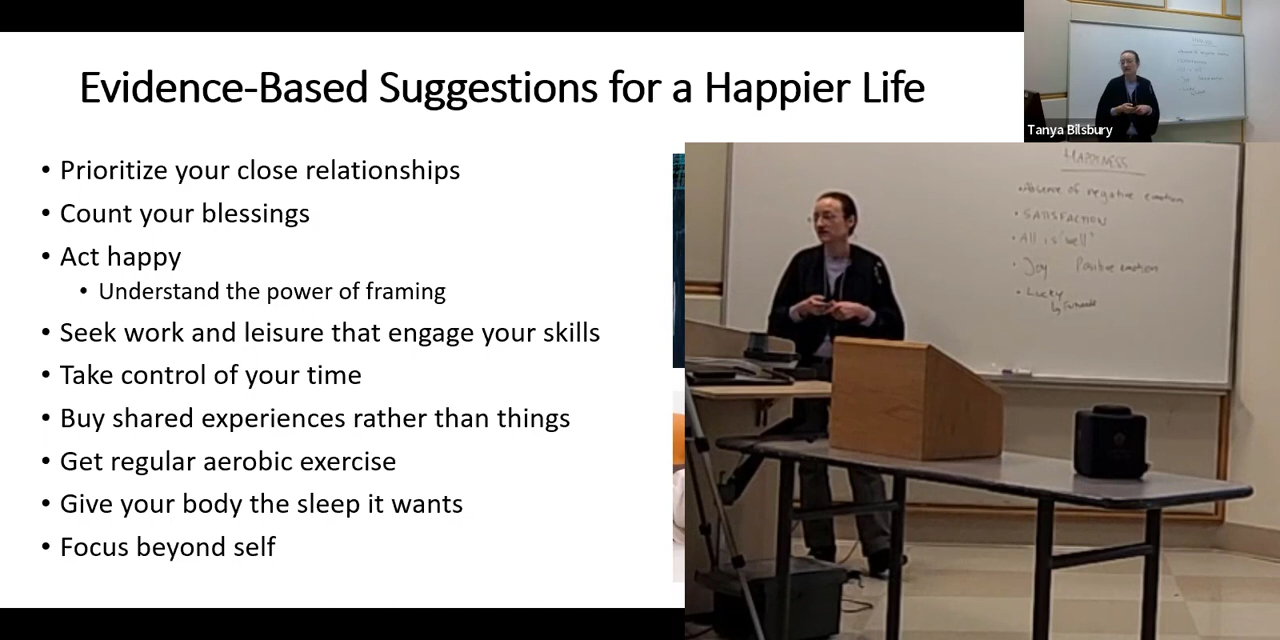 Evidence-Based Suggestions for a Happier Life
• Prioritize your close relationships
• Count your blessings
• Act happy
• Understand the power of framing
• Seek work and leisure that engage your skills
• Take control of your time
• Buy shared experiences rather than things
• Get regular aerobic exercise
• Give your body the sleep it wants
• Focus beyond self
Tanya Bilsbury
HAPPINESS
• Absence of negative emotion
• SATISFACTION
• All is "well"
• Joy Positive emotion
• Lucky